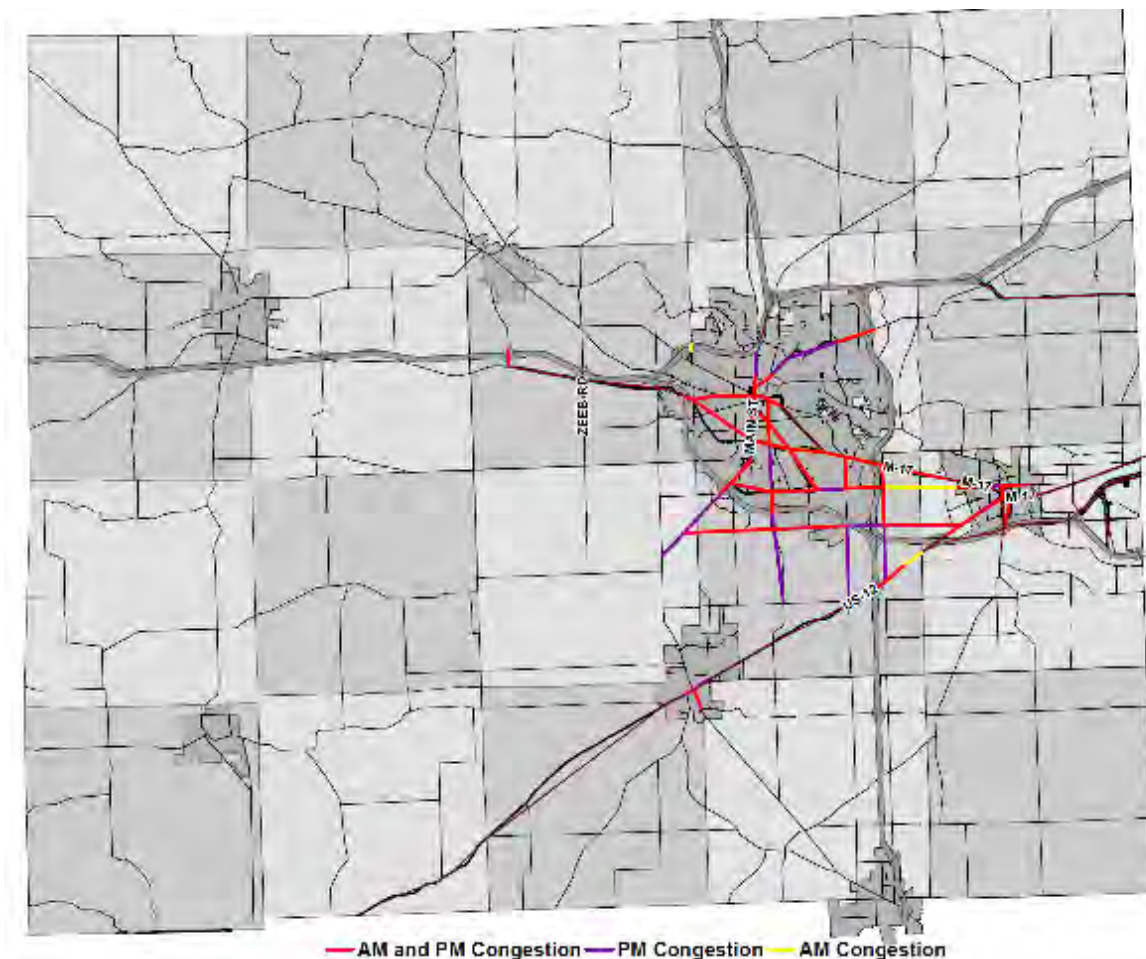 ZEEB RD
MAIN ST
M-17
M-17
M-17
US-12
AM and PM Congestion PM Congestion AM Congestion